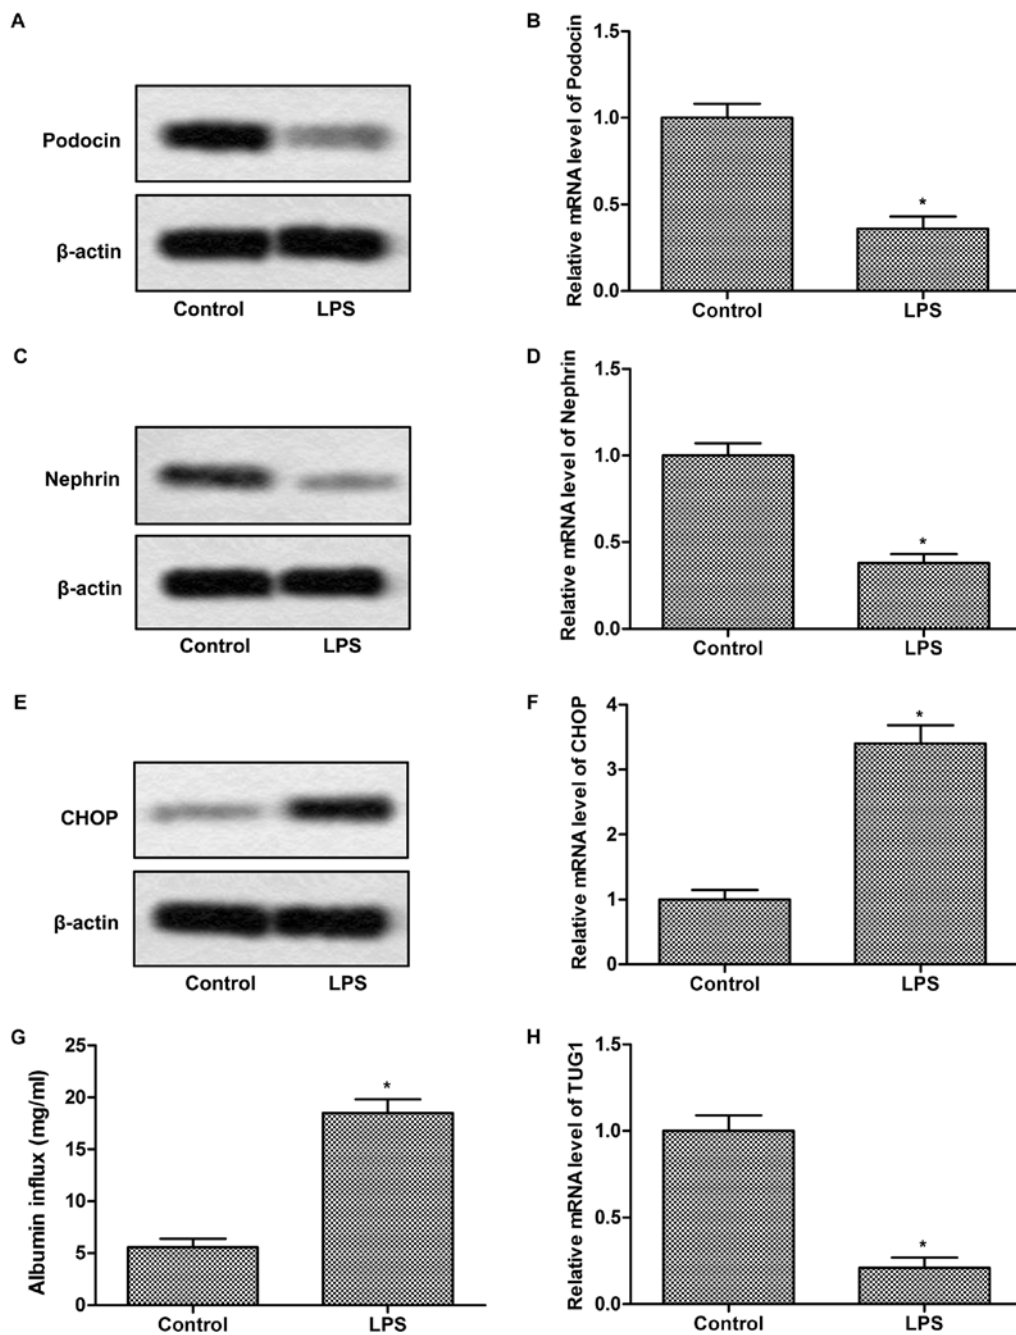 A
Podocin
β-actin
Control LPS
B
Relative mRNA level of Podocin
1.5
1.0
0.5
0.0
*
Control LPS
C
Nephrin
β-actin
Control LPS
D
Relative mRNA level of Nephrin
1.5
1.0
0.5
0.0
*
Control LPS
E
CHOP
β-actin
Control LPS
F
Relative mRNA level of CHOP
4
3
2
1
0
*
Control LPS
G
Albumin influx (mg/ml)
25
20
15
10
5
0
*
Control LPS
H
Relative mRNA level of TUG1
1.5
1.0
0.5
0.0
*
Control LPS